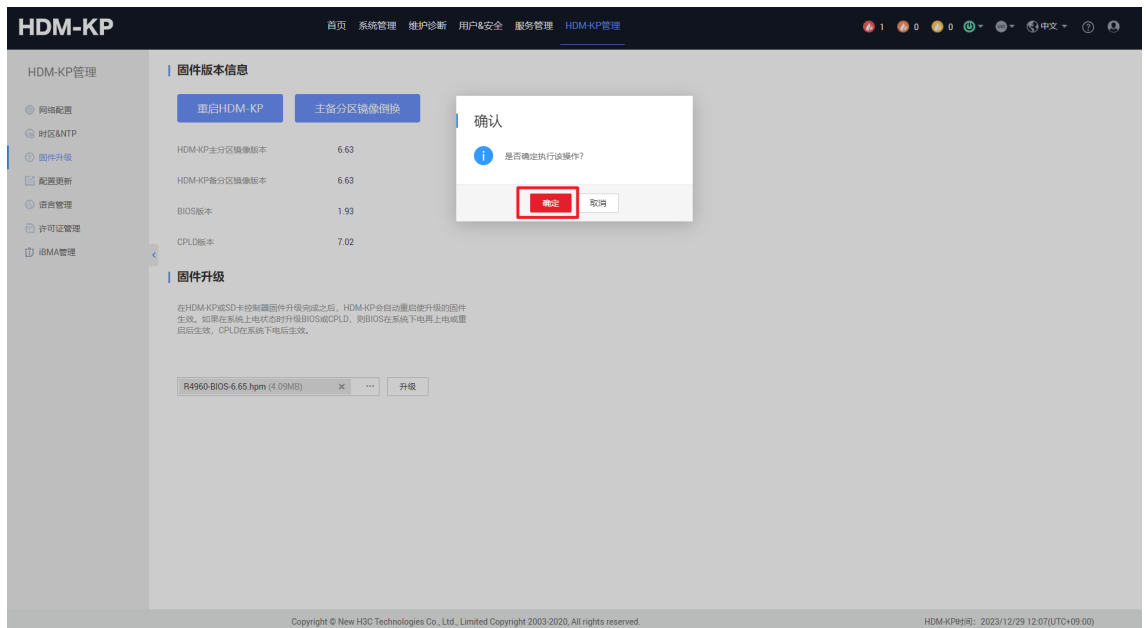 HDM-KP
首页 系统管理 维护诊断 用户&安全 服务管理 HDM-KP管理
1 0 0 中文
HDM-KP管理
网络配置
时区&NTP
固件升级
配置更新
语言管理
许可证管理
iBMA管理
固件版本信息
重启HDM-KP 主备分区镜像倒换
HDM-KP主分区镜像版本 6.63
HDM-KP备分区镜像版本 6.63
BIOS版本 1.93
CPLD版本 7.02
确认
是否确定执行该操作?
确定 取消
固件升级
在HDM-KP或SD卡控制器固件升级完成之后，HDM-KP会自动重启使升级的固件
生效。如果在系统上电状态时升级BIOS或CPLD，则BIOS在系统下电再上电或重
启后生效，CPLD在系统下电后生效。
R4960-BIOS-6.65.hpm (4.09MB) × ... 升级
Copyright © New H3C Technologies Co., Ltd., Limited Copyright 2003-2020, All rights reserved.
HDM-KP时间：2023/12/29 12:07(UTC+09:00)